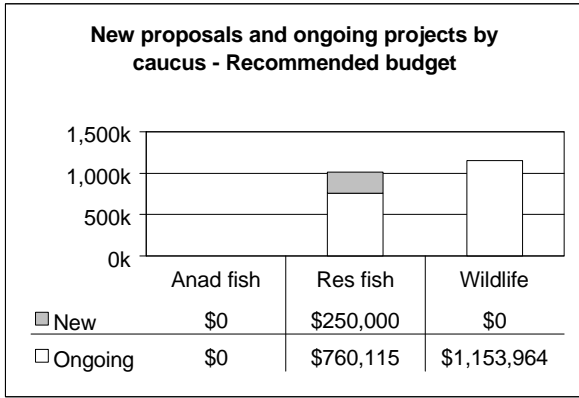 New proposals and ongoing projects by
caucus - Recommended budget
1,500k
1,000k
500k
0k
Anad fish Res fish Wildlife
New $0 $250,000 $0
Ongoing $0 $760,115 $1,153,964